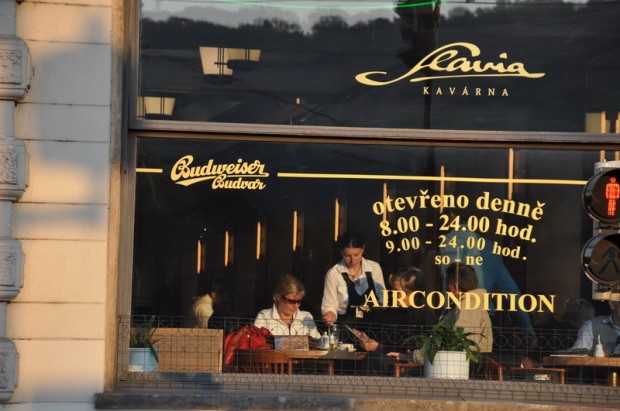 Slavia
KAVÁRNA
Budweiser
Budvar
otevřeno denně
8.00 - 24.00 hod.
9.00 - 24.00 hod.
so - ne
AIRCONDITION